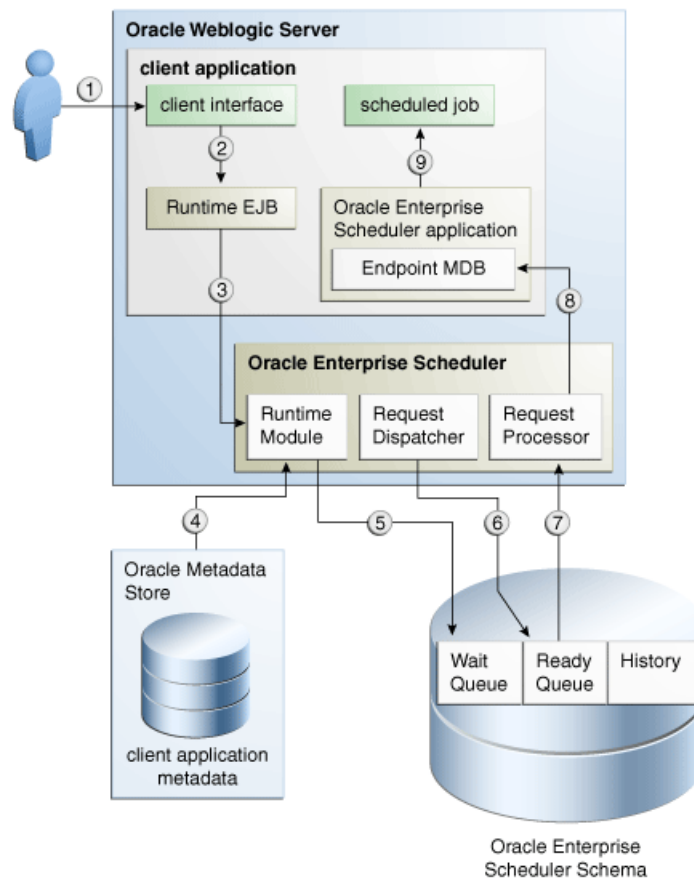 Oracle Weblogic Server
client application
1
client interface
scheduled job
2
9
Runtime EJB
Oracle Enterprise
Scheduler application
Endpoint MDB
3
8
Oracle Enterprise Scheduler
Runtime
Module
Request
Dispatcher
Request
Processor
4
5
6
7
Oracle Metadata
Store
client application
metadata
Wait
Queue
Ready
Queue
History
Oracle Enterprise
Scheduler Schema